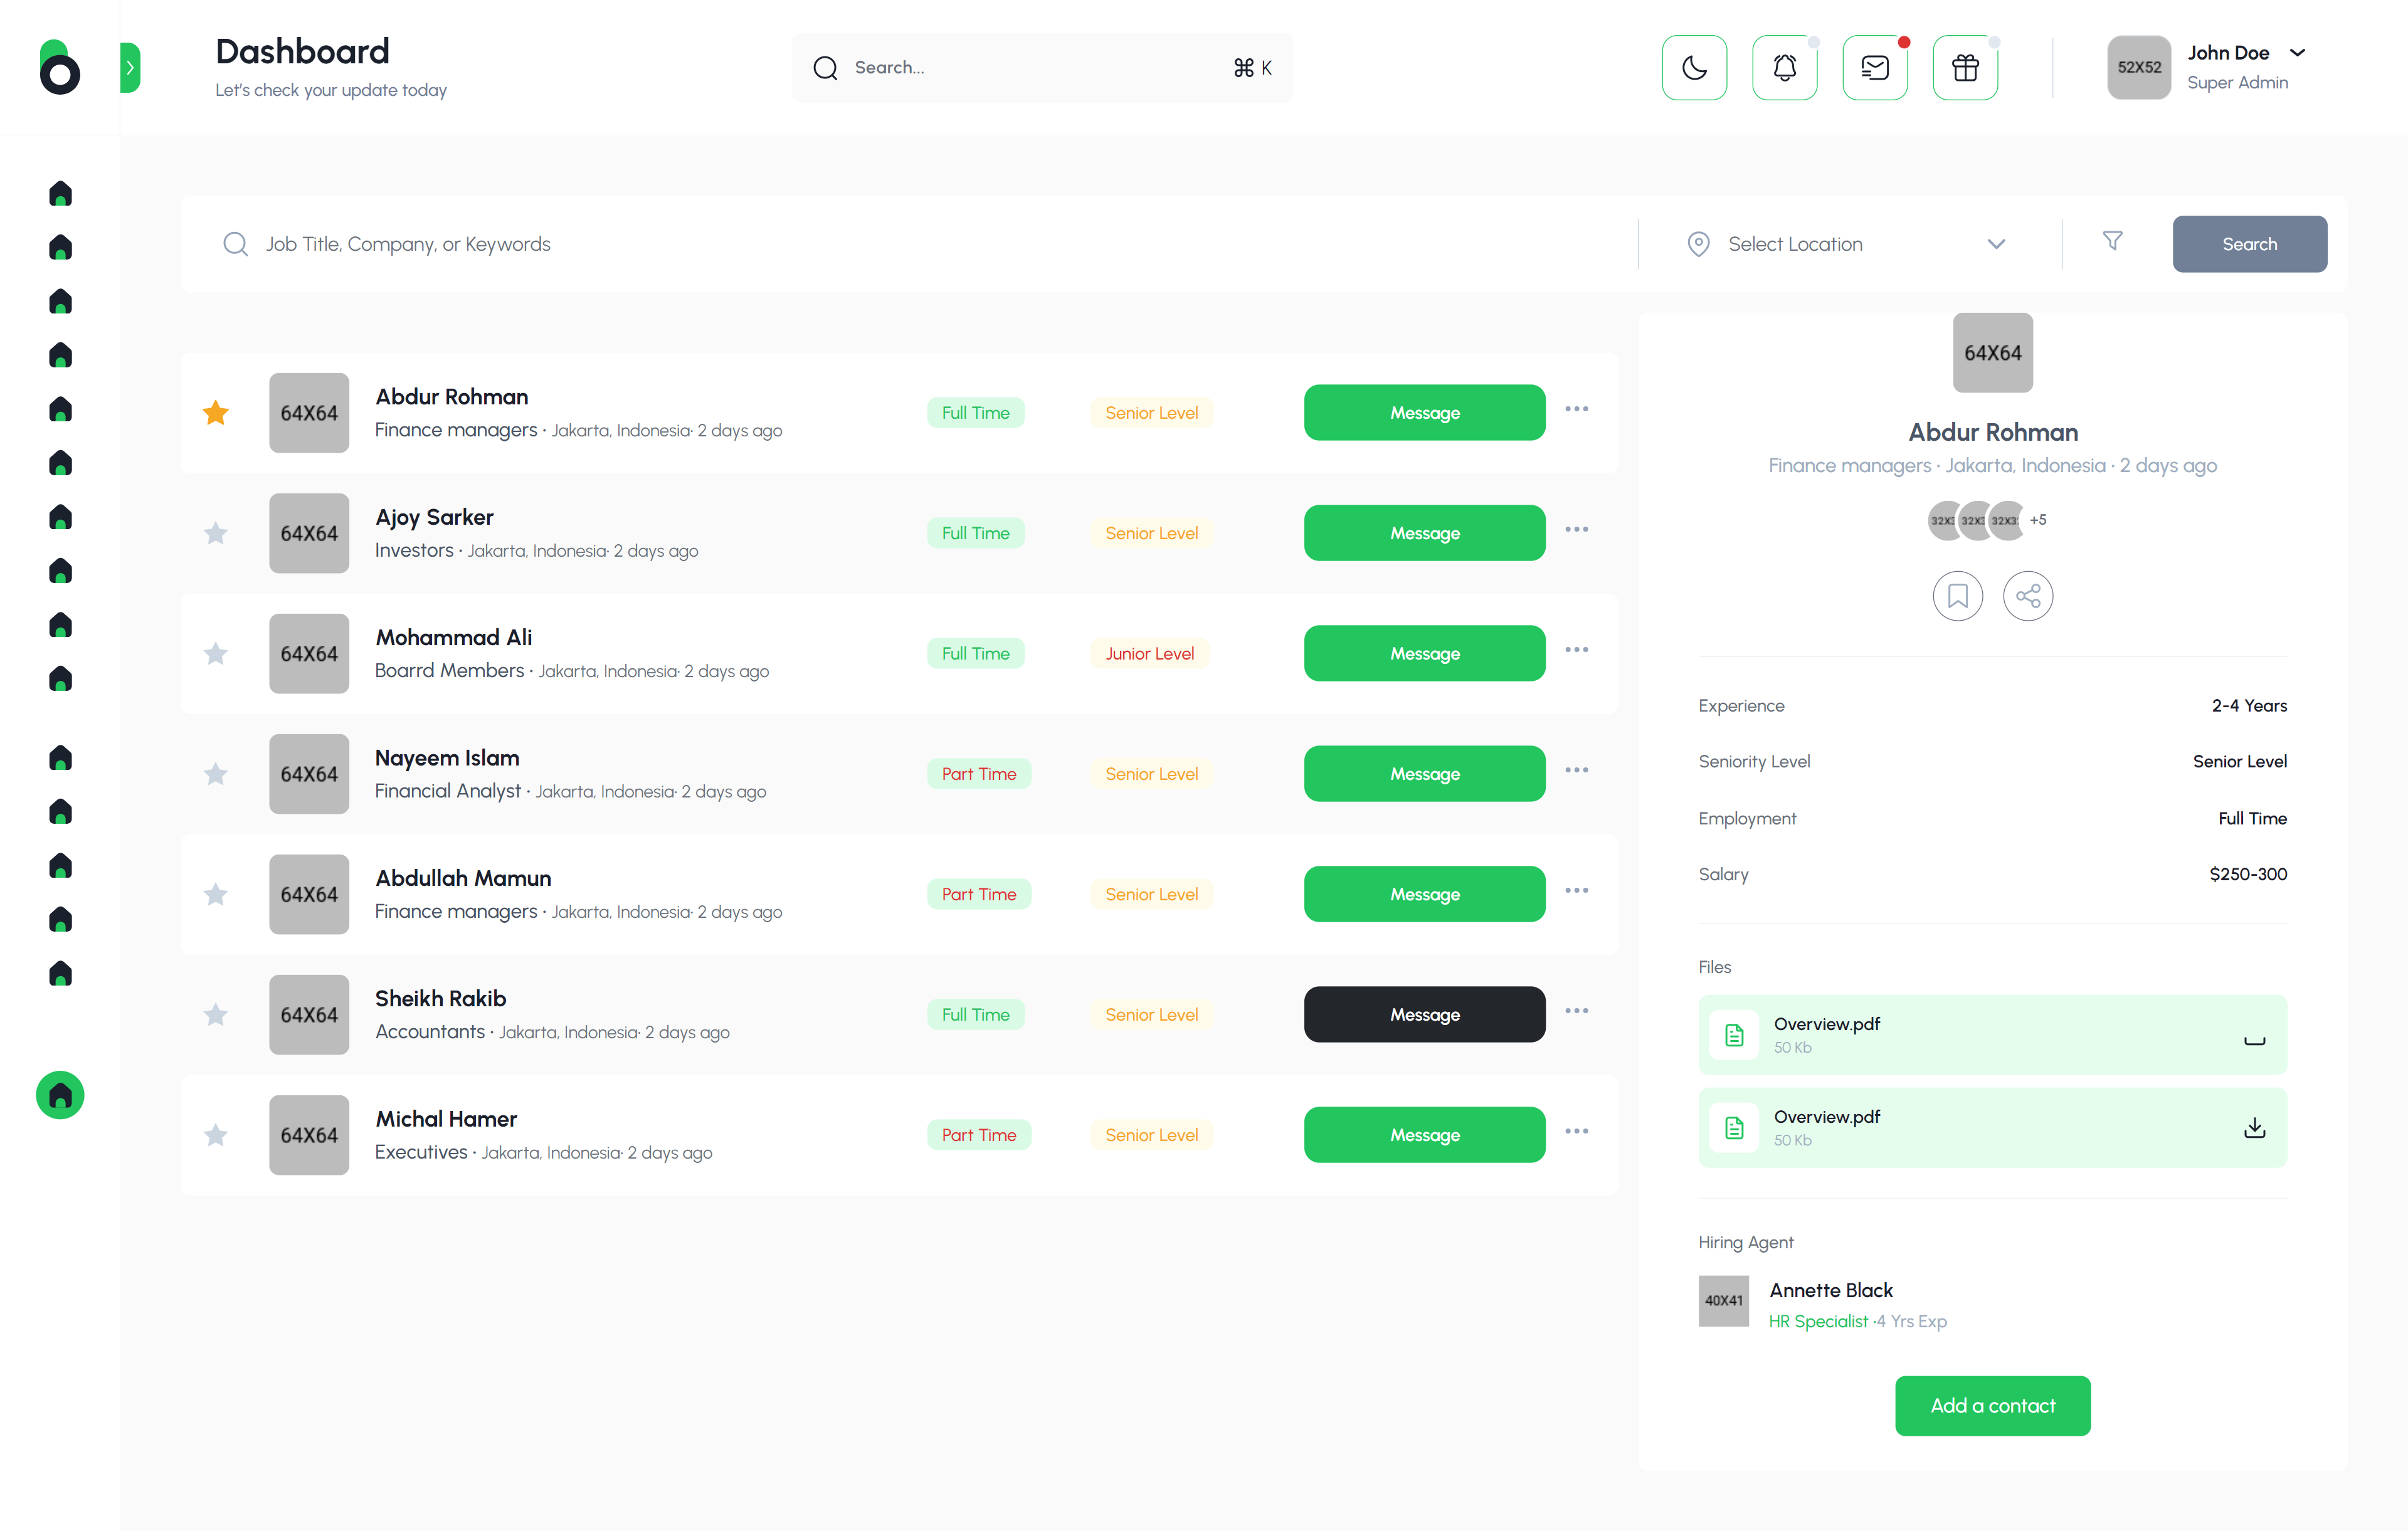 Dashboard
Let's check your update today
Search...
⌘ K
52X52
John Doe
Super Admin
Job Title, Company, or Keywords
Select Location
Search
64X64
Abdur Rohman
Finance managers · Jakarta, Indonesia· 2 days ago
Full Time
Senior Level
Message
64X64
Ajoy Sarker
Investors · Jakarta, Indonesia· 2 days ago
Full Time
Senior Level
Message
64X64
Mohammad Ali
Boarrd Members · Jakarta, Indonesia· 2 days ago
Full Time
Junior Level
Message
64X64
Nayeem Islam
Financial Analyst · Jakarta, Indonesia· 2 days ago
Part Time
Senior Level
Message
64X64
Abdullah Mamun
Finance managers · Jakarta, Indonesia· 2 days ago
Part Time
Senior Level
Message
64X64
Sheikh Rakib
Accountants · Jakarta, Indonesia· 2 days ago
Full Time
Senior Level
Message
64X64
Michal Hamer
Executives · Jakarta, Indonesia· 2 days ago
Part Time
Senior Level
Message
64X64
Abdur Rohman
Finance managers · Jakarta, Indonesia · 2 days ago
+5
Experience
2-4 Years
Seniority Level
Senior Level
Employment
Full Time
Salary
$250-300
Files
Overview.pdf
50 Kb
Overview.pdf
50 Kb
Hiring Agent
40X41
Annette Black
HR Specialist ·4 Yrs Exp
Add a contact